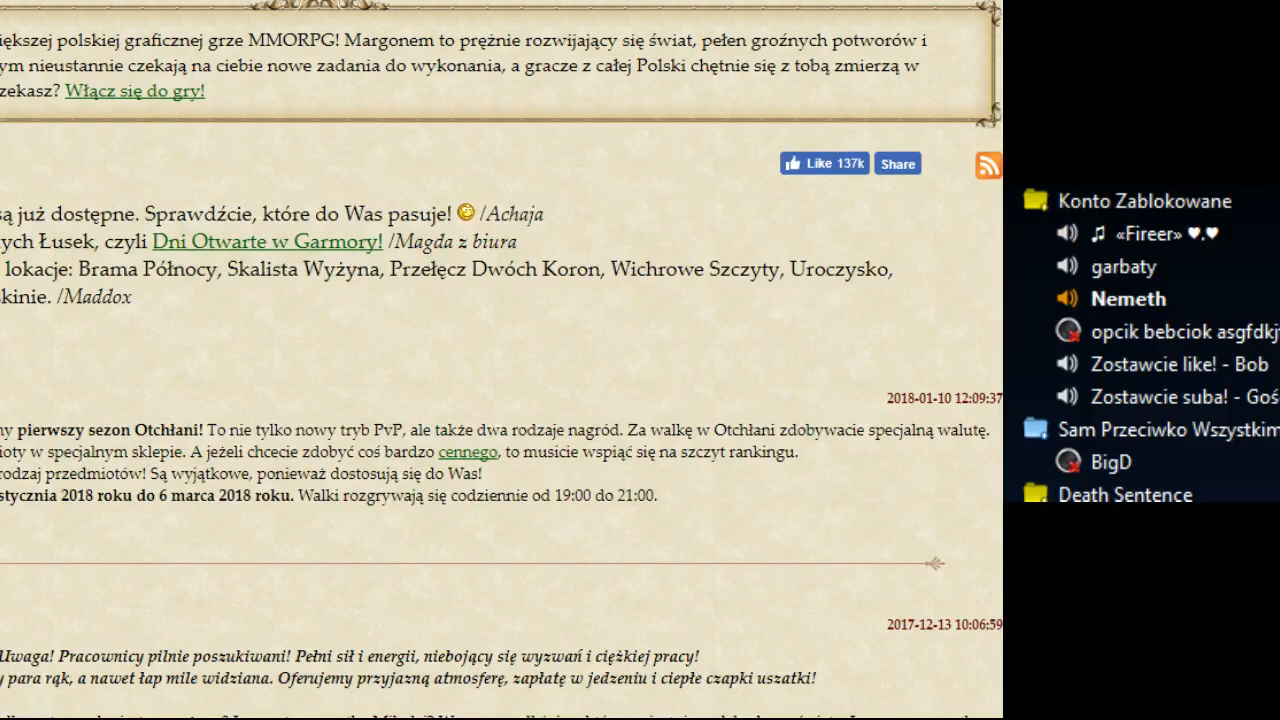 iększej polskiej graficznej grze MMORPG! Margonem to prężnie rozwijający się świat, pełen groźnych potworów i
ym nieustannie czekają na ciebie nowe zadania do wykonania, a gracze z całej Polski chętnie się z tobą zmierzą w
zekasz? Włącz się do gry!
Like 137k Share
są już dostępne. Sprawdźcie, które do Was pasuje! /Achaja
ych Łusek, czyli Dni Otwarte w Garmory! /Magda z biura
lokacje: Brama Północy, Skalista Wyżyna, Przełęcz Dwóch Koron, Wichrowe Szczyty, Uroczysko,
kinie. /Maddox
2018-01-10 12:09:37
ny pierwszy sezon Otchłani! To nie tylko nowy tryb PvP, ale także dwa rodzaje nagród. Za walkę w Otchłani zdobywacie specjalną walutę.
ioty w specjalnym sklepie. A jeżeli chcecie zdobyć coś bardzo cennego, to musicie wspiąć się na szczyt rankingu.
rodzaj przedmiotów! Są wyjątkowe, ponieważ dostosują się do Was!
stycznia 2018 roku do 6 marca 2018 roku. Walki rozgrywają się codziennie od 19:00 do 21:00.
2017-12-13 10:06:59
Uwaga! Pracownicy pilnie poszukiwani! Pełni sił i energii, niebojący się wyzwań i ciężkiej pracy!
y para rąk, a nawet łap mile widziana. Oferujemy przyjazną atmosferę, zapłatę w jedzeniu i ciepłe czapki uszatki!
Konto Zablokowane
♫ «Fireer» ♥.♥
garbaty
Nemeth
opcik bebciok asgfdkjf
Zostawcie like! - Bob
Zostawcie suba! - Goś
Sam Przeciwko Wszystkim
BigD
Death Sentence